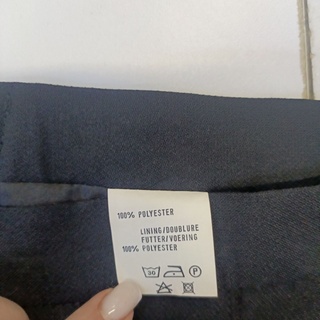 100% POLYESTER
LINING/DOUBLURE
FUTTER/VOERING
100% POLYESTER
30 P